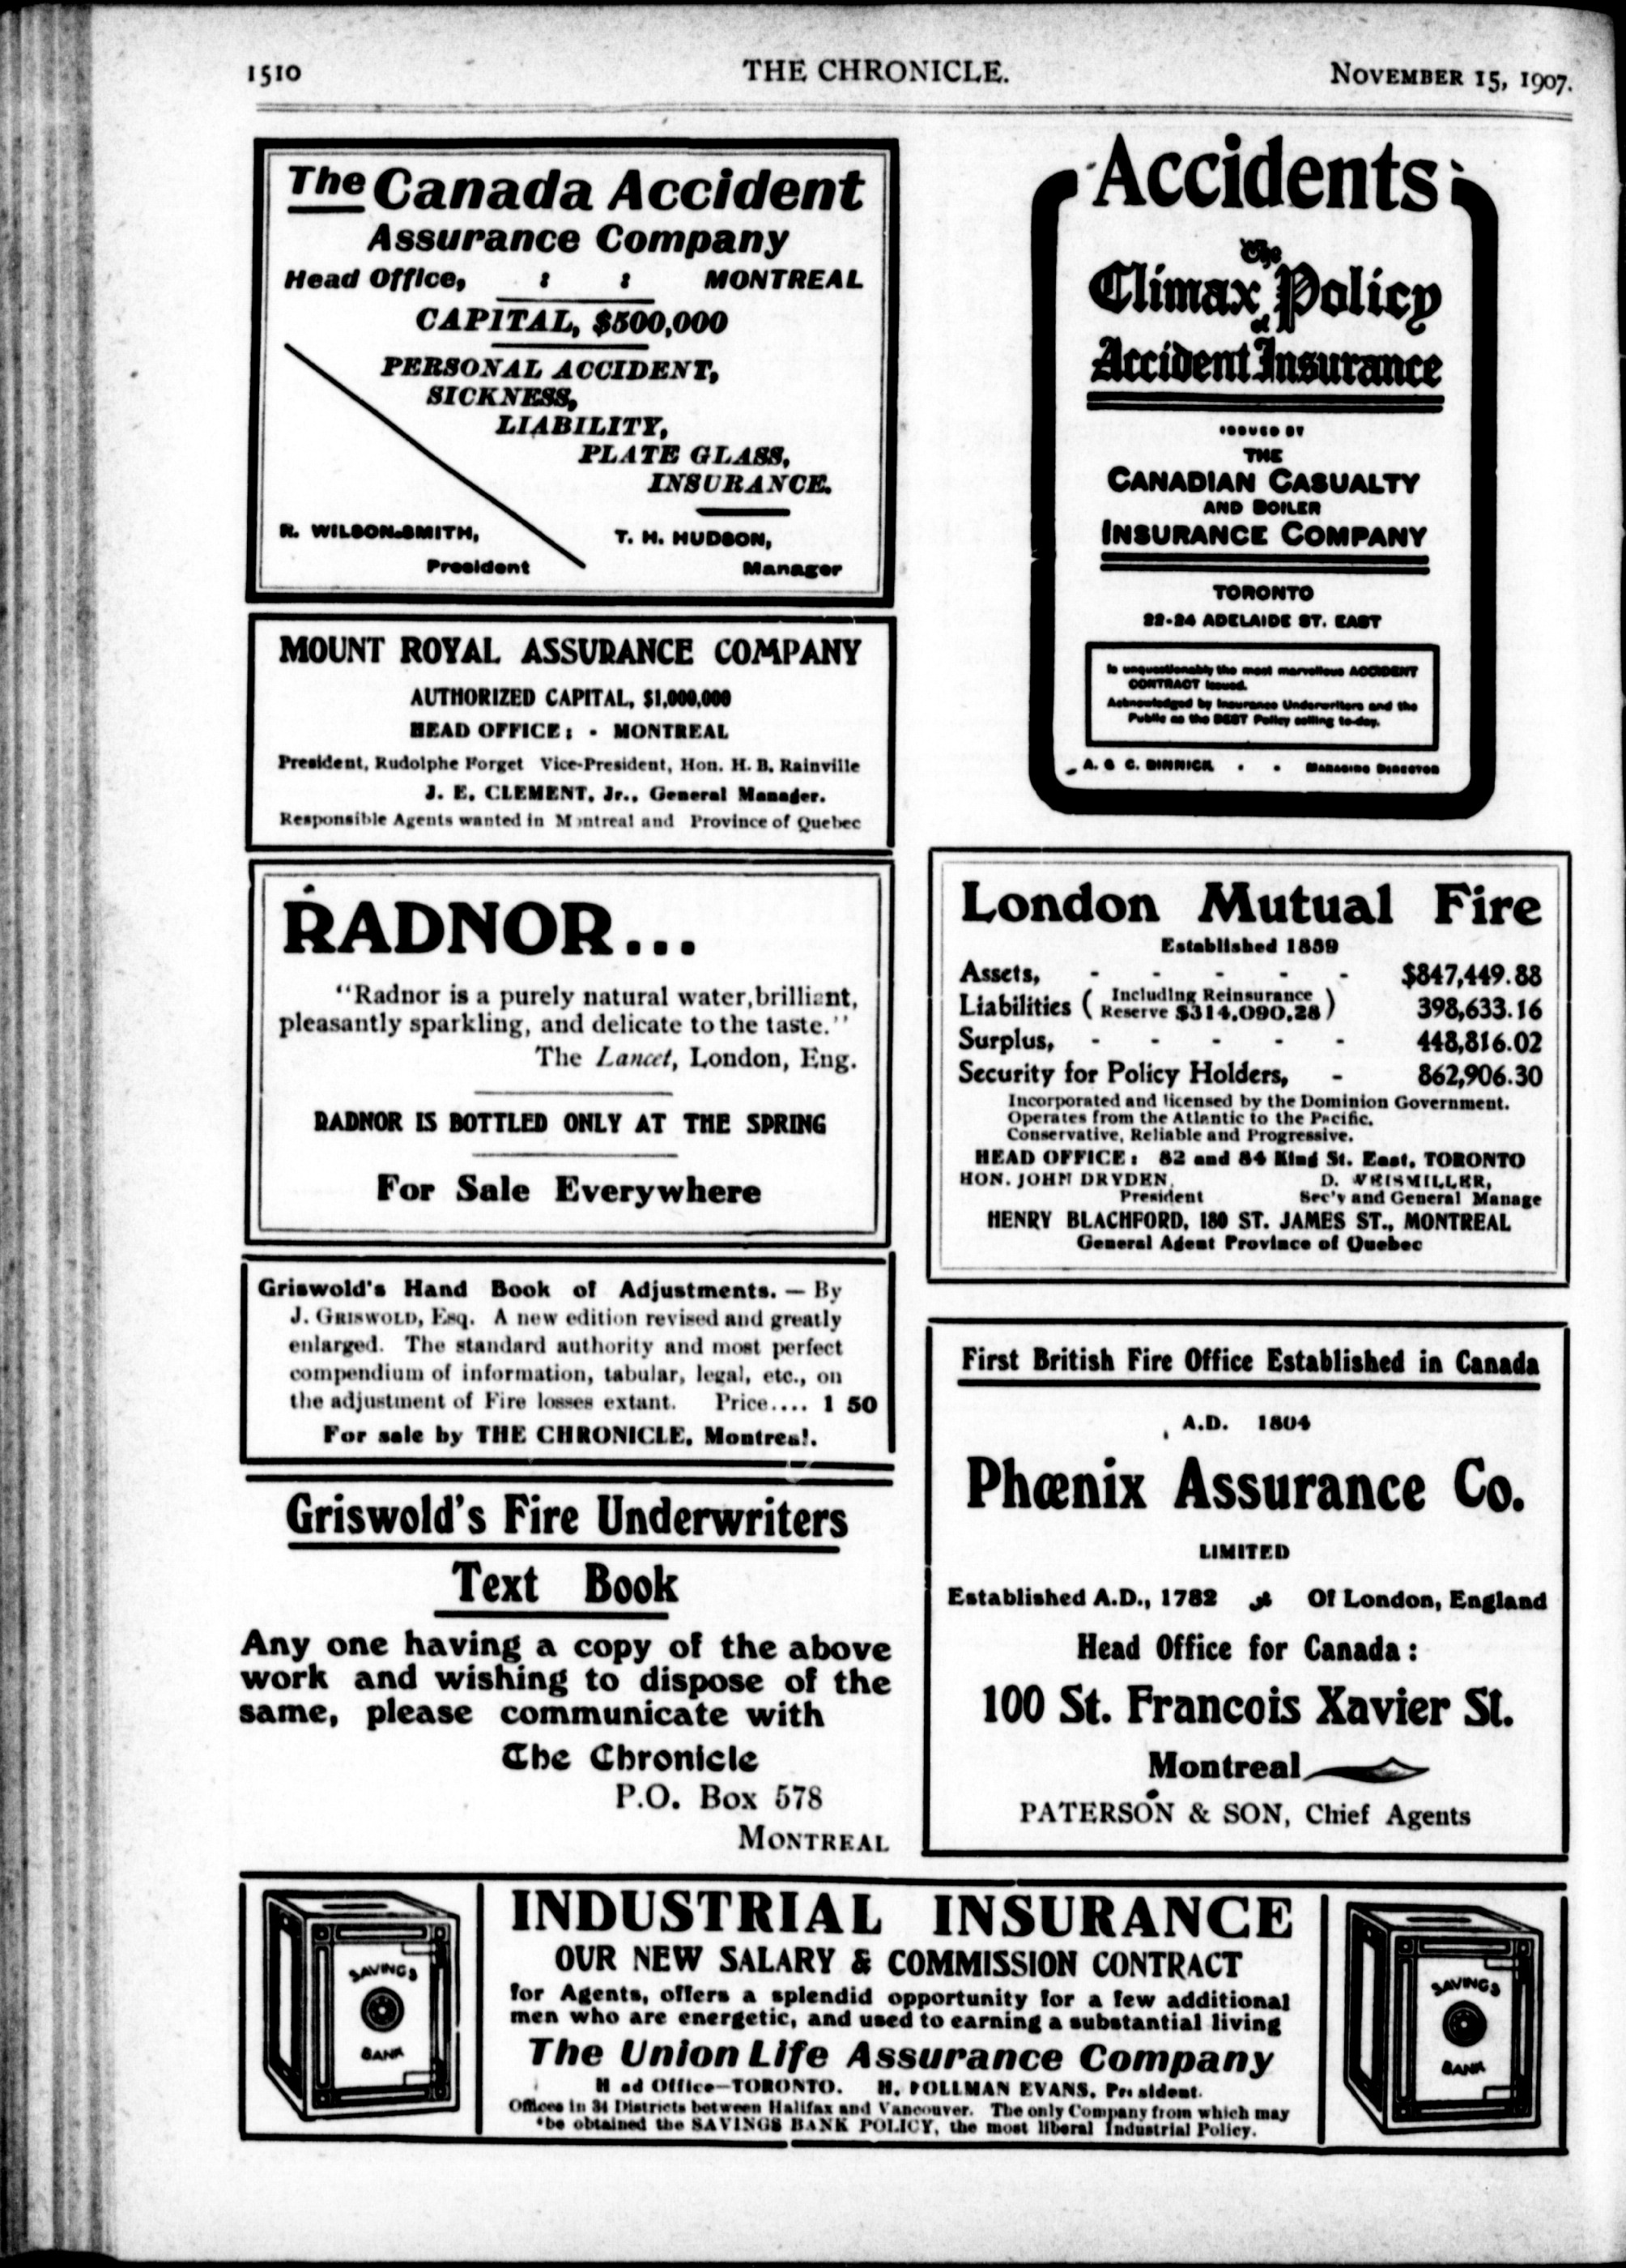 1510
THE CHRONICLE.
NOVEMBER 15, 1907.
The Canada Accident
Assurance Company
Head Office, : : MONTREAL
CAPITAL, $500,000
PERSONAL ACCIDENT,
SICKNESS,
LIABILITY,
PLATE GLASS,
INSURANCE.
R. WILSON-SMITH,
President
T. H. HUDSON,
Manager
MOUNT ROYAL ASSURANCE COMPANY
AUTHORIZED CAPITAL, $1,000,000
HEAD OFFICE: - MONTREAL
President, Rudolphe Forget Vice-President, Hon. H. B. Rainville
J. E. CLEMENT, Jr., General Manager.
Responsible Agents wanted in Montreal and Province of Quebec
RADNOR...
"Radnor is a purely natural water, brilliant,
pleasantly sparkling, and delicate to the taste."
The Lancet, London, Eng.
RADNOR IS BOTTLED ONLY AT THE SPRING
For Sale Everywhere
Griswold's Hand Book of Adjustments. — By
J. GRISWOLD, Esq. A new edition revised and greatly
enlarged. The standard authority and most perfect
compendium of information, tabular, legal, etc., on
the adjustment of Fire losses extant. Price.... 1 50
For sale by THE CHRONICLE, Montreal.
Griswold's Fire Underwriters
Text Book
Any one having a copy of the above
work and wishing to dispose of the
same, please communicate with
The Chronicle
P.O. Box 578
MONTREAL
Accidents
The
Climax Policy
of
Accident Insurance
ISSUED BY
THE
CANADIAN CASUALTY
AND BOILER
INSURANCE COMPANY
TORONTO
22-24 ADELAIDE ST. EAST
Is unquestionably the most marvellous ACCIDENT
CONTRACT issued.
Acknowledged by Insurance Underwriters and the
Public as the BEST Policy selling to-day.
A. G. C. DINNICK, - - MANAGING DIRECTOR
London Mutual Fire
Established 1859
Assets, - - - - - $847,449.88
Liabilities ( Including Reinsurance
Reserve $314,090.28 ) 398,633.16
Surplus, - - - - - 448,816.02
Security for Policy Holders, - 862,906.30
Incorporated and licensed by the Dominion Government.
Operates from the Atlantic to the Pacific.
Conservative, Reliable and Progressive.
HEAD OFFICE: 82 and 84 King St. East, TORONTO
HON. JOHN DRYDEN, D. WEISMILLER,
President Sec'y and General Manage
HENRY BLACHFORD, 180 ST. JAMES ST., MONTREAL
General Agent Province of Quebec
First British Fire Office Established in Canada
A.D. 1804
Phœnix Assurance Co.
LIMITED
Established A.D., 1782 Of London, England
Head Office for Canada:
100 St. Francois Xavier St.
Montreal
PATERSON & SON, Chief Agents
SAVINGS
BANK
INDUSTRIAL INSURANCE
OUR NEW SALARY & COMMISSION CONTRACT
for Agents, offers a splendid opportunity for a few additional
men who are energetic, and used to earning a substantial living
The Union Life Assurance Company
Head Office—TORONTO. H. POLLMAN EVANS, President.
Offices in 34 Districts between Halifax and Vancouver. The only Company from which may
be obtained the SAVINGS BANK POLICY, the most liberal Industrial Policy.
SAVINGS
BANK